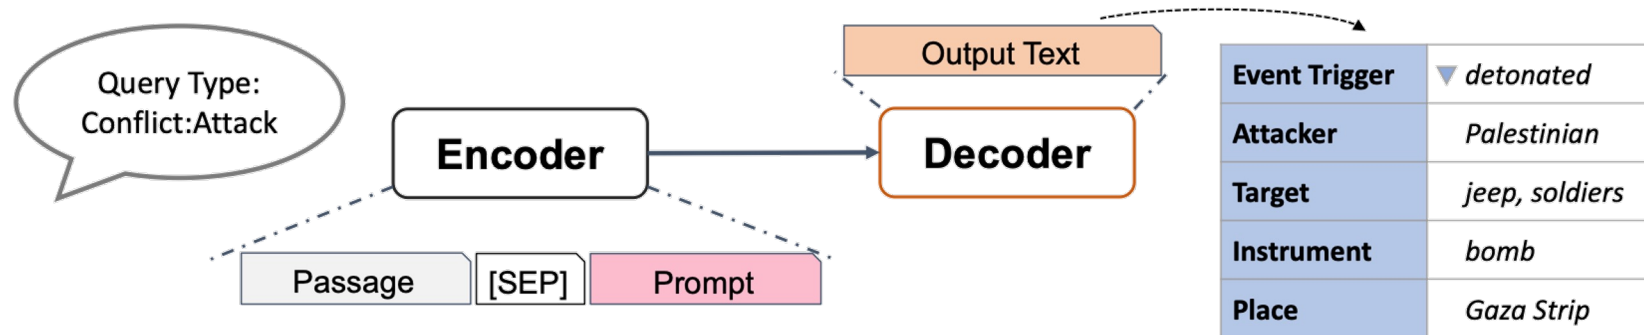 Query Type:
Conflict:Attack
Encoder
Passage
[SEP]
Prompt
Output Text
Decoder
Event Trigger detonated
Attacker Palestinian
Target jeep, soldiers
Instrument bomb
Place Gaza Strip